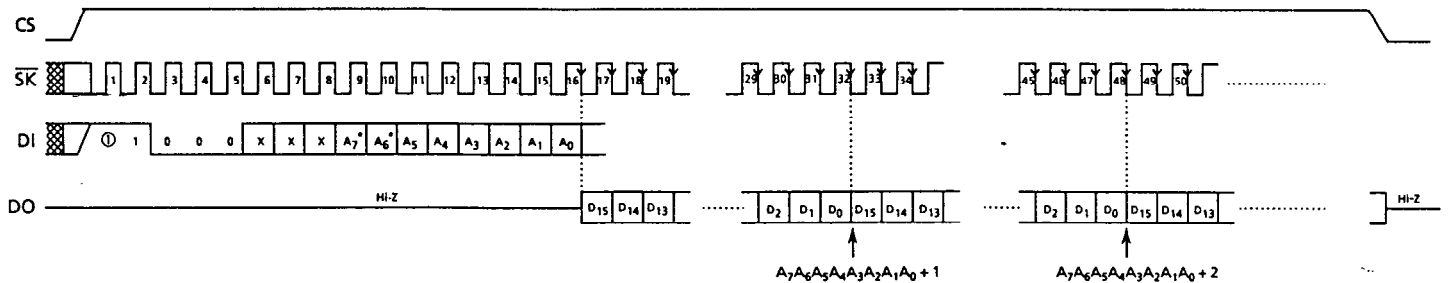 CS
SK 1 2 3 4 5 6 7 8 9 10 11 12 13 14 15 16 17 18 19 29 30 31 32 33 34 45 46 47 48 49 50
DI ① 1 0 0 0 X X X A7* A6* A5 A4 A3 A2 A1 A0
DO Hi-Z D15 D14 D13 D2 D1 D0 D15 D14 D13 D2 D1 D0 D15 D14 D13 Hi-Z
A7A6A5A4A3A2A1A0 + 1 A7A6A5A4A3A2A1A0 + 2